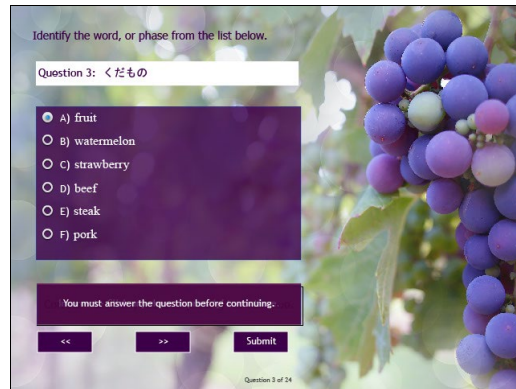 Identify the word, or phase from the list below.
Question 3: くだもの
A) fruit
B) watermelon
C) strawberry
D) beef
E) steak
F) pork
You must answer the question before continuing.
<< >> Submit
Question 3 of 24